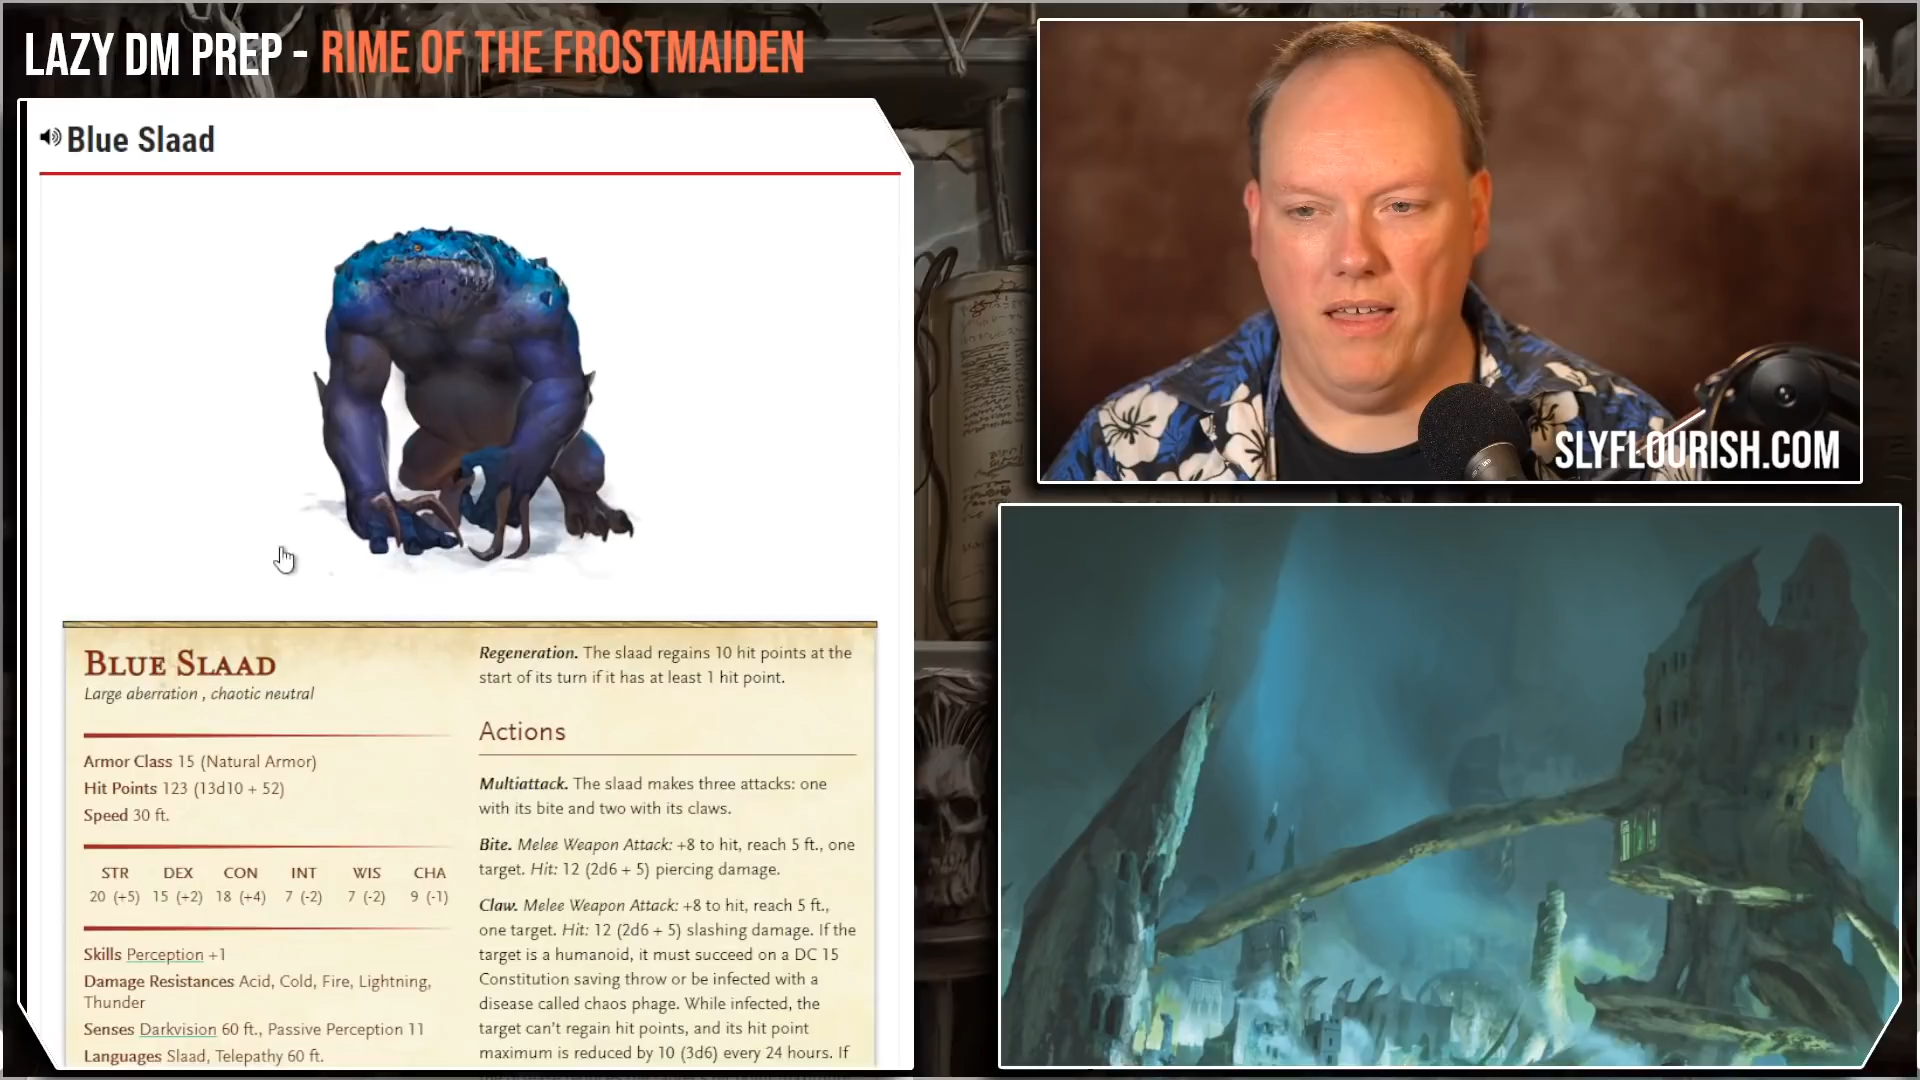 LAZY DM PREP - RIME OF THE FROSTMAIDEN
Blue Slaad
BLUE SLAAD
Large aberration , chaotic neutral
Armor Class 15 (Natural Armor)
Hit Points 123 (13d10 + 52)
Speed 30 ft.
STR DEX CON INT WIS CHA
20 (+5) 15 (+2) 18 (+4) 7 (-2) 7 (-2) 9 (-1)
Skills Perception +1
Damage Resistances Acid, Cold, Fire, Lightning,
Thunder
Senses Darkvision 60 ft., Passive Perception 11
Languages Slaad, Telepathy 60 ft.
Regeneration. The slaad regains 10 hit points at the
start of its turn if it has at least 1 hit point.
Actions
Multiattack. The slaad makes three attacks: one
with its bite and two with its claws.
Bite. Melee Weapon Attack: +8 to hit, reach 5 ft., one
target. Hit: 12 (2d6 + 5) piercing damage.
Claw. Melee Weapon Attack: +8 to hit, reach 5 ft.,
one target. Hit: 12 (2d6 + 5) slashing damage. If the
target is a humanoid, it must succeed on a DC 15
Constitution saving throw or be infected with a
disease called chaos phage. While infected, the
target can't regain hit points, and its hit point
maximum is reduced by 10 (3d6) every 24 hours. If
SLYFLOURISH.COM